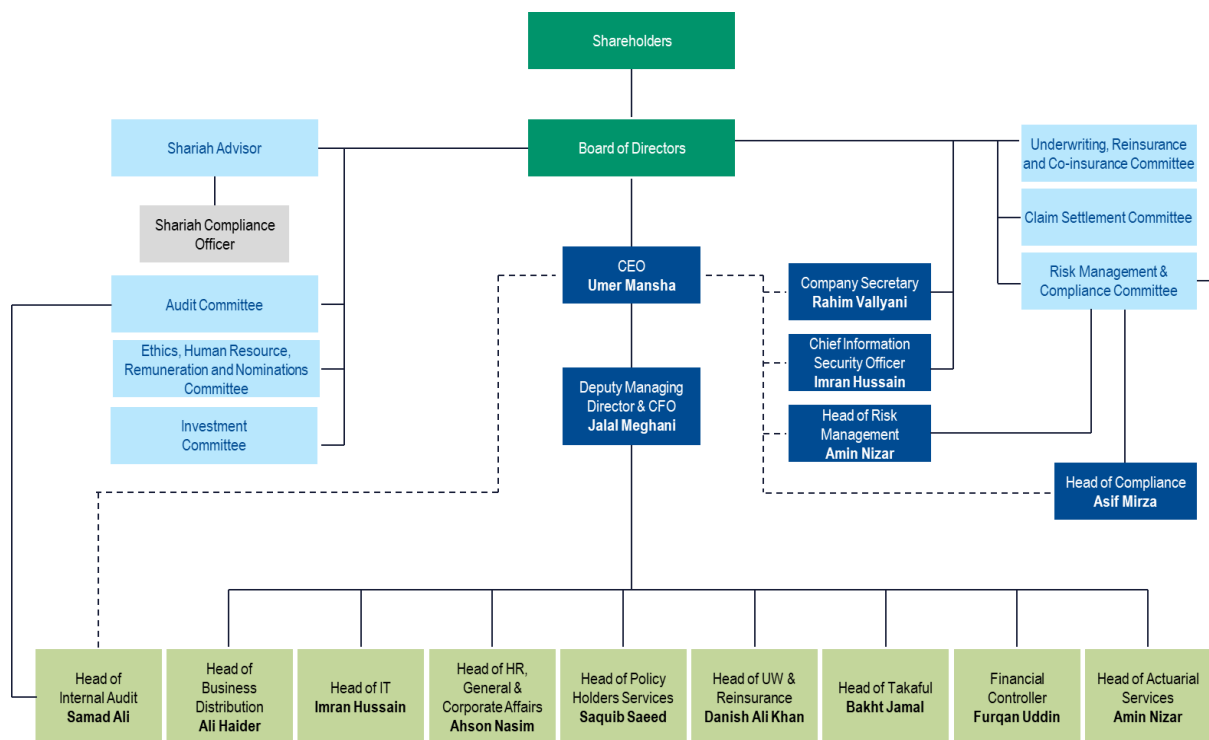 Shareholders
Board of Directors
Shariah Advisor
Shariah Compliance
Officer
Audit Committee
Ethics, Human Resource,
Remuneration and Nominations
Committee
Investment
Committee
Underwriting, Reinsurance
and Co-insurance Committee
Claim Settlement Committee
Risk Management &
Compliance Committee
CEO
Umer Mansha
Company Secretary
Rahim Vallyani
Chief Information
Security Officer
Imran Hussain
Deputy Managing
Director & CFO
Jalal Meghani
Head of Risk
Management
Amin Nizar
Head of Compliance
Asif Mirza
Head of
Internal Audit
Samad Ali
Head of
Business
Distribution
Ali Haider
Head of IT
Imran Hussain
Head of HR,
General &
Corporate Affairs
Ahson Nasim
Head of Policy
Holders Services
Saquib Saeed
Head of UW &
Reinsurance
Danish Ali Khan
Head of Takaful
Bakht Jamal
Financial
Controller
Furqan Uddin
Head of Actuarial
Services
Amin Nizar